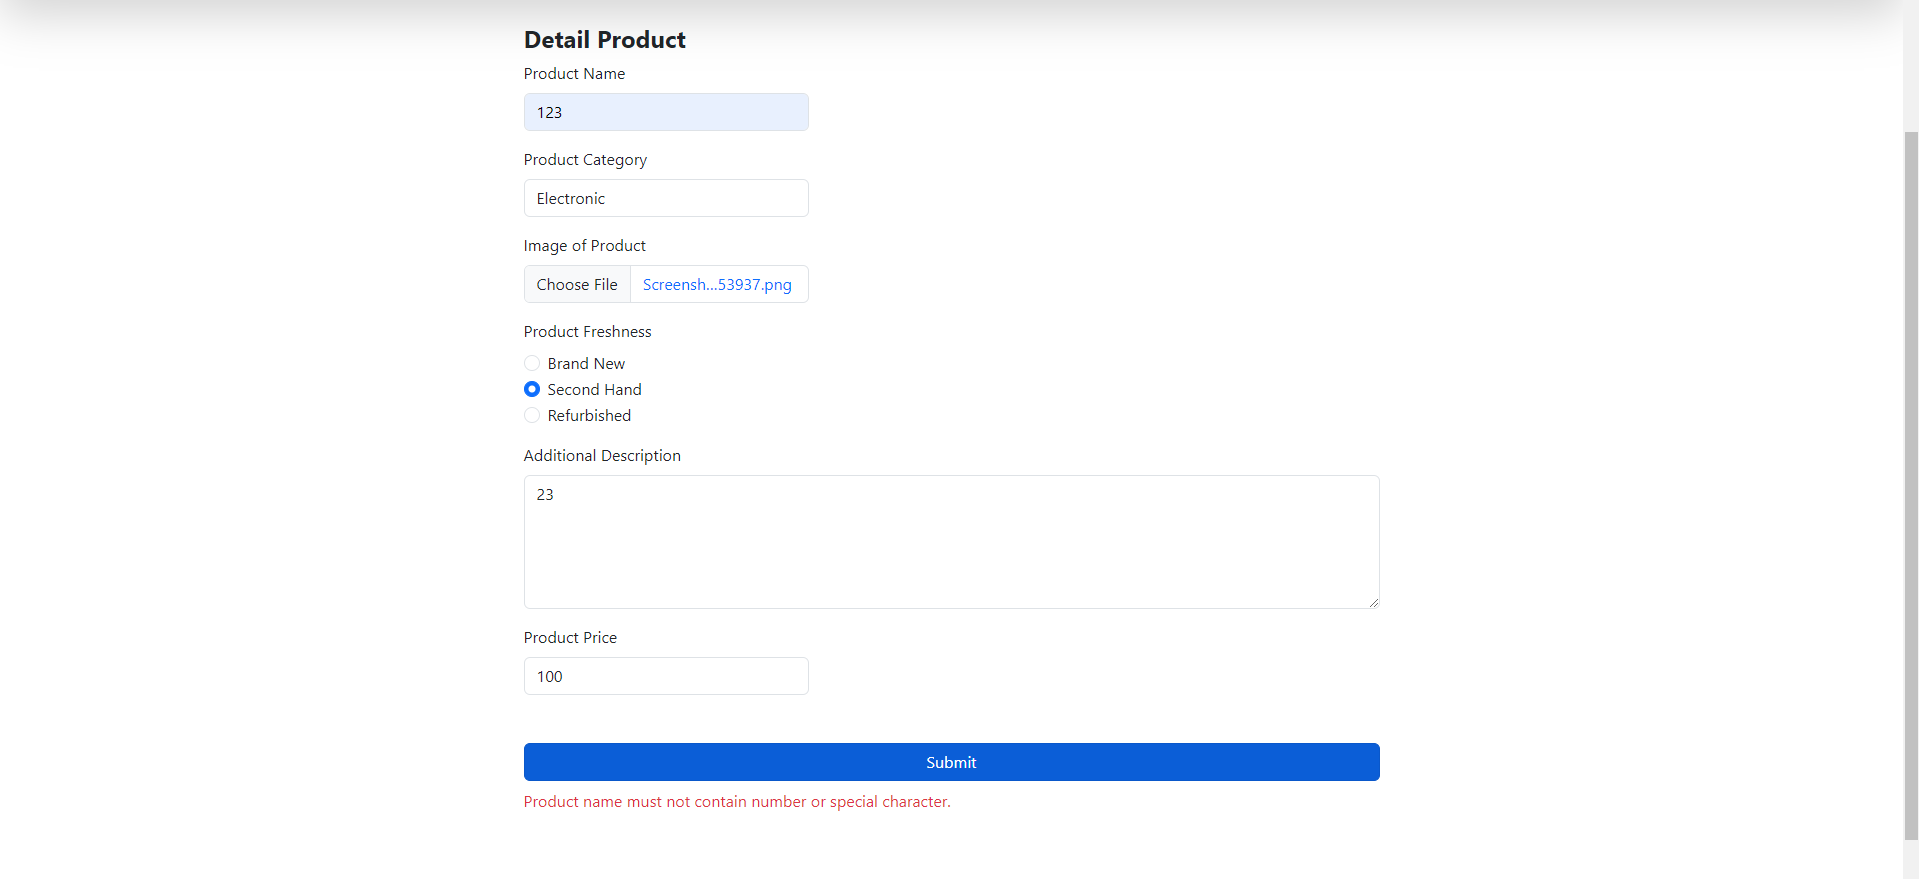 Detail Product
Product Name
123
Product Category
Electronic
Image of Product
Choose File Screensh...53937.png
Product Freshness
Brand New
Second Hand
Refurbished
Additional Description
23
Product Price
100
Submit
Product name must not contain number or special character.